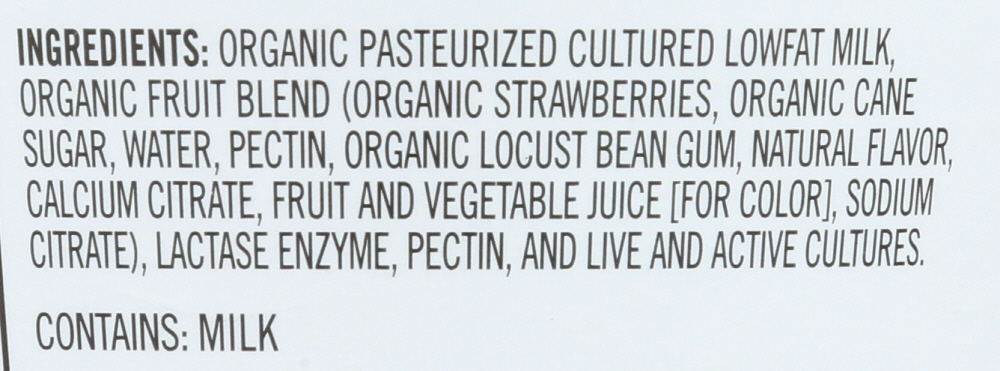 INGREDIENTS: ORGANIC PASTEURIZED CULTURED LOWFAT MILK,
ORGANIC FRUIT BLEND (ORGANIC STRAWBERRIES, ORGANIC CANE
SUGAR, WATER, PECTIN, ORGANIC LOCUST BEAN GUM, NATURAL FLAVOR,
CALCIUM CITRATE, FRUIT AND VEGETABLE JUICE [FOR COLOR], SODIUM
CITRATE), LACTASE ENZYME, PECTIN, AND LIVE AND ACTIVE CULTURES.
CONTAINS: MILK